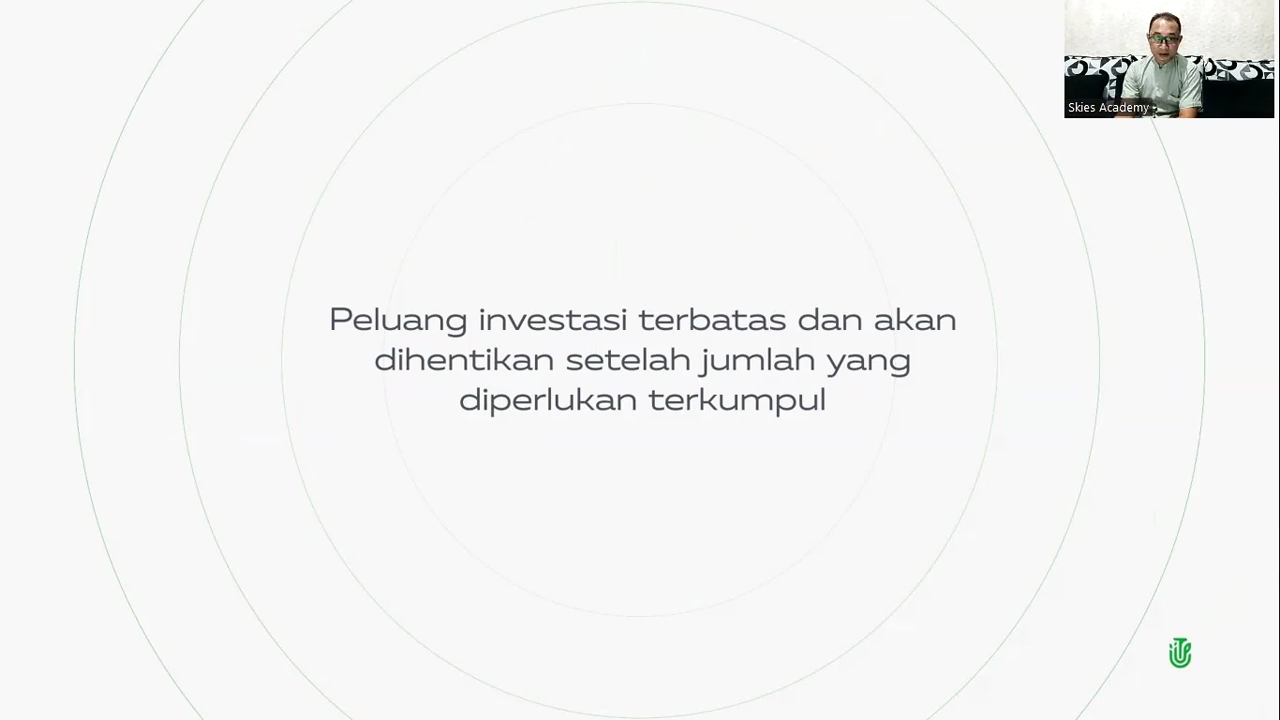 Skies Academy
Peluang investasi terbatas dan akan
dihentikan setelah jumlah yang
diperlukan terkumpul